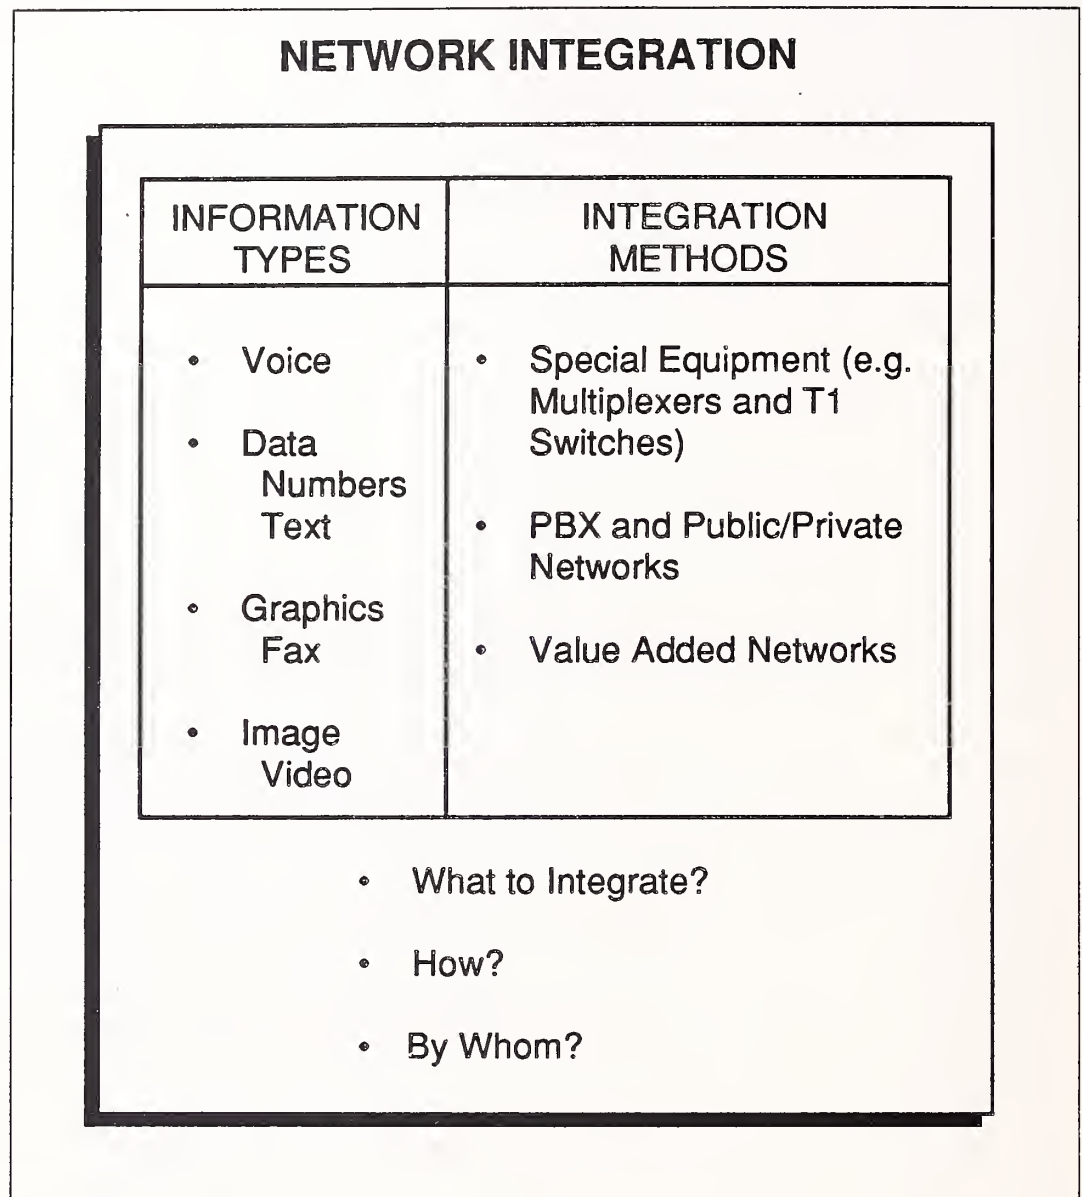 NETWORK INTEGRATION
INFORMATION
TYPES
INTEGRATION
METHODS
• Voice
• Data
Numbers
Text
• Graphics
Fax
• Image
Video
• Special Equipment (e.g.
Multiplexers and T1
Switches)
• PBX and Public/Private
Networks
• Value Added Networks
• What to Integrate?
• How?
• By Whom?